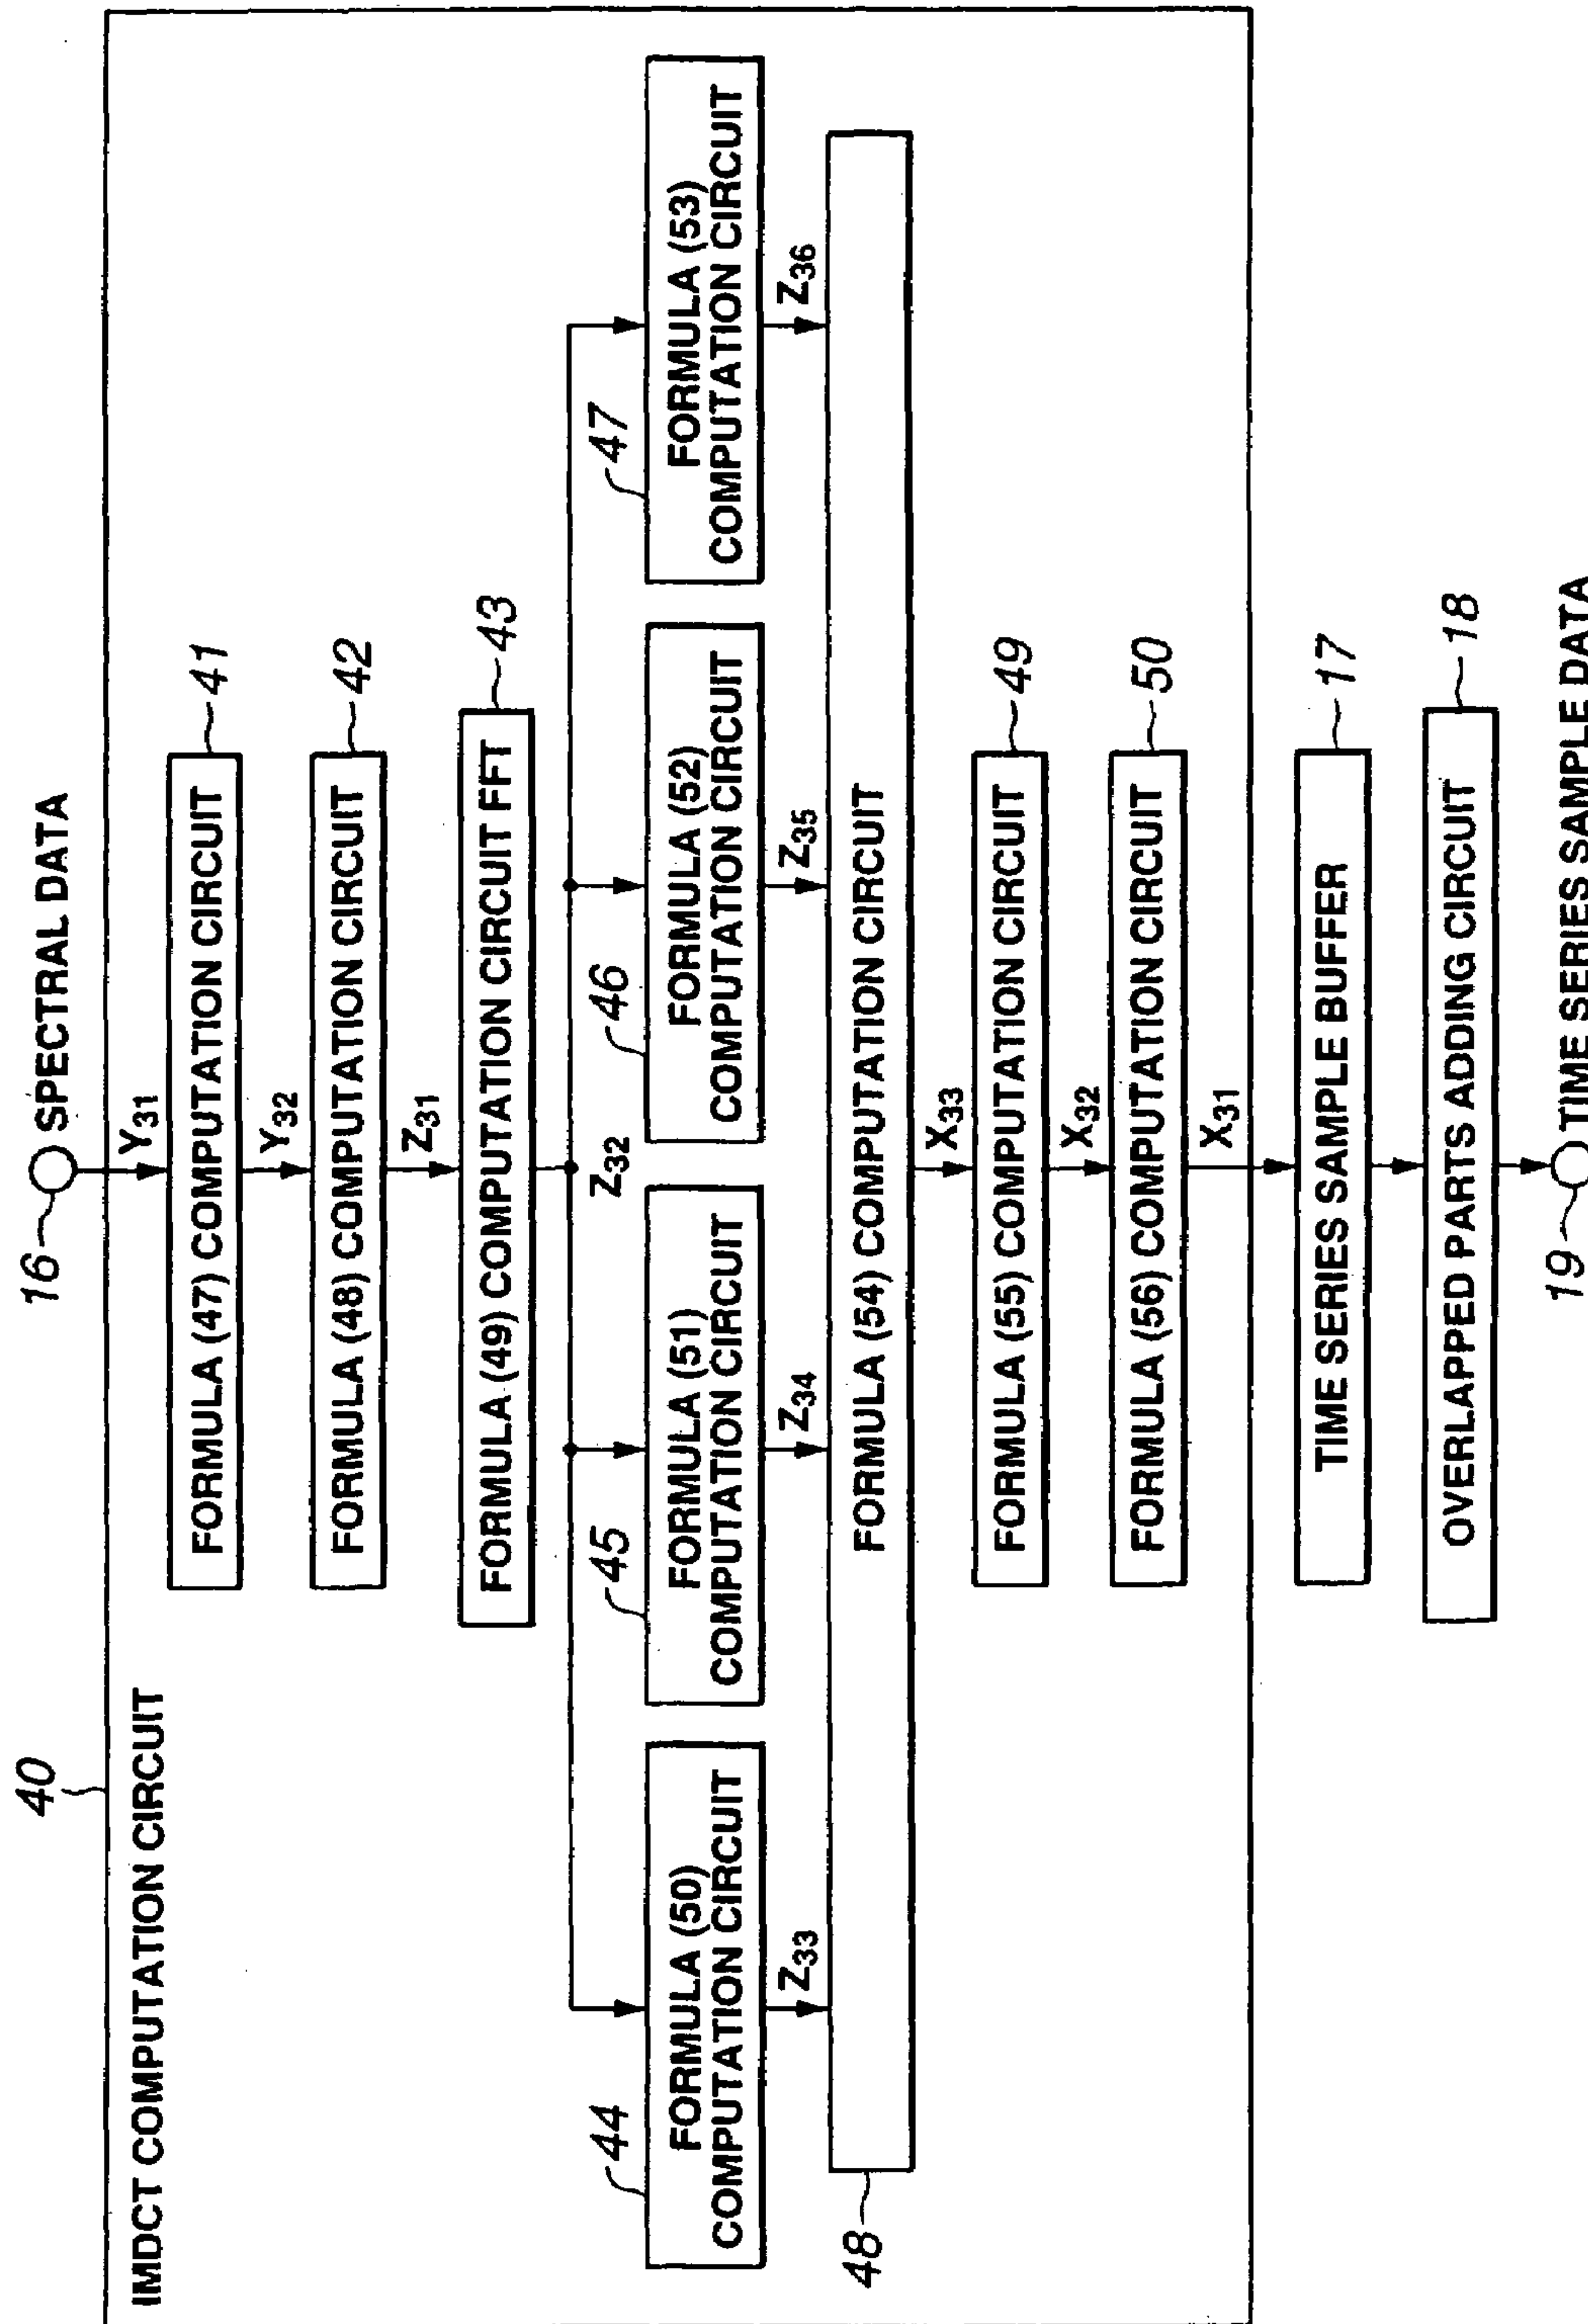 40
IMDCT COMPUTATION CIRCUIT
16
SPECTRAL DATA
Y31
FORMULA (47) COMPUTATION CIRCUIT
41
Y32
FORMULA (48) COMPUTATION CIRCUIT
42
Z31
FORMULA (49) COMPUTATION CIRCUIT FFT
43
Z32
44
FORMULA (50)
COMPUTATION CIRCUIT
45
FORMULA (51)
COMPUTATION CIRCUIT
46
FORMULA (52)
COMPUTATION CIRCUIT
47
FORMULA (53)
COMPUTATION CIRCUIT
Z33
Z34
Z35
Z36
48
FORMULA (54) COMPUTATION CIRCUIT
X33
FORMULA (55) COMPUTATION CIRCUIT
49
X32
FORMULA (56) COMPUTATION CIRCUIT
50
X31
TIME SERIES SAMPLE BUFFER
17
OVERLAPPED PARTS ADDING CIRCUIT
18
19
TIME SERIES SAMPLE DATA